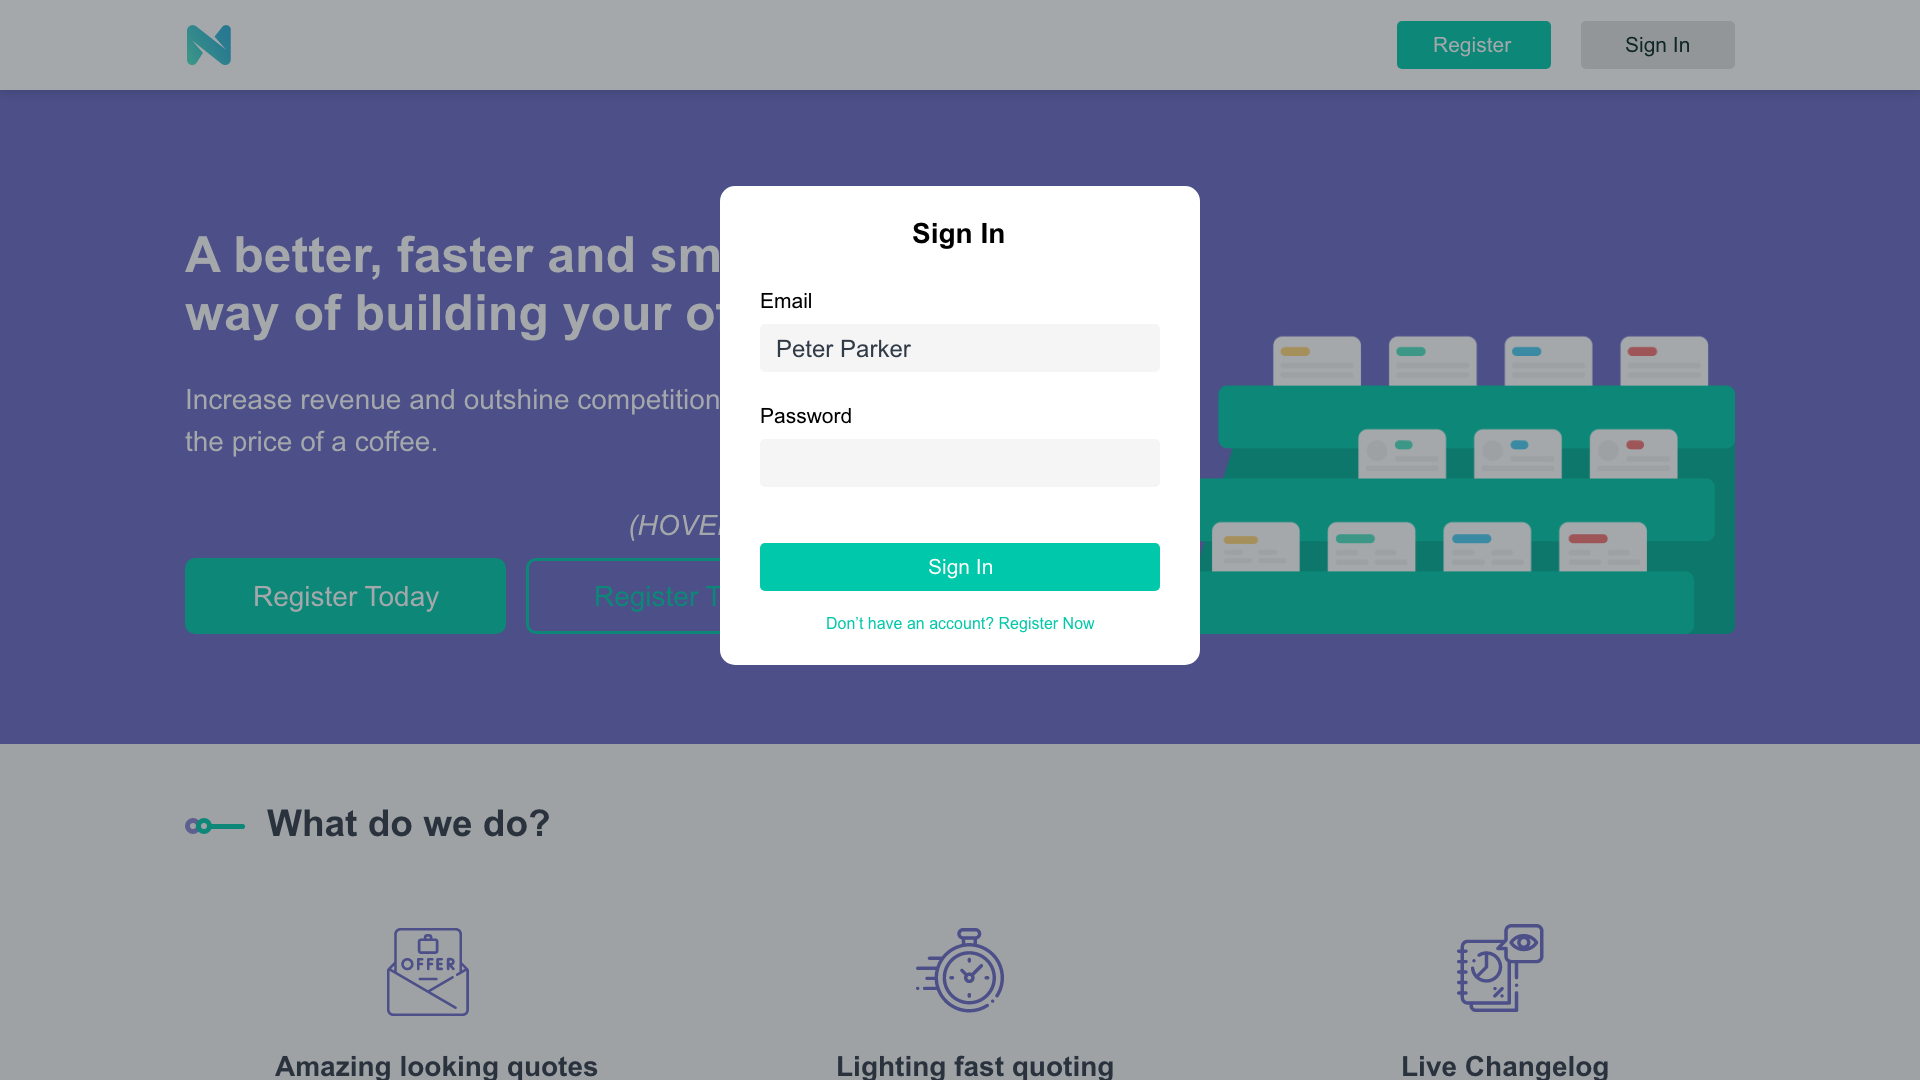 Register
Sign In
A better, faster and sm
way of building your of
Increase revenue and outshine competition
the price of a coffee.
(HOVE
Register Today
Register T
Sign In
Email
Peter Parker
Password
Sign In
Don't have an account? Register Now
What do we do?
OFFER
Amazing looking quotes
Lighting fast quoting
Live Changelog